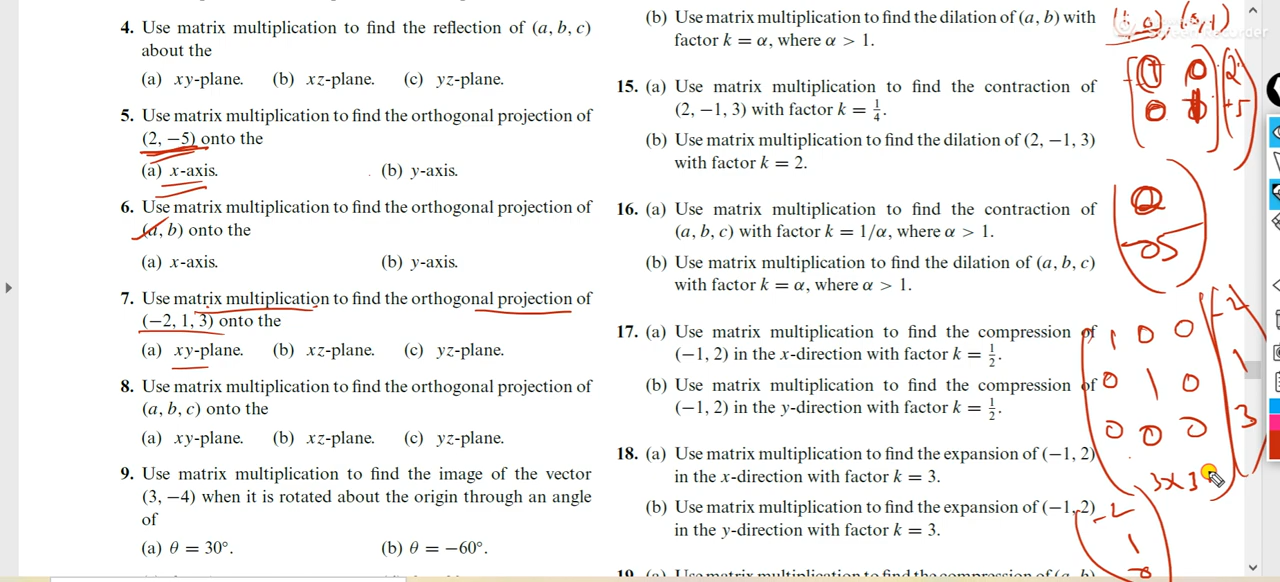 4. Use matrix multiplication to find the reflection of (a, b, c)
about the
(a) xy-plane. (b) xz-plane. (c) yz-plane.
5. Use matrix multiplication to find the orthogonal projection of
(2, −5) onto the
(a) x-axis. (b) y-axis.
6. Use matrix multiplication to find the orthogonal projection of
(a, b) onto the
(a) x-axis. (b) y-axis.
7. Use matrix multiplication to find the orthogonal projection of
(−2, 1, 3) onto the
(a) xy-plane. (b) xz-plane. (c) yz-plane.
8. Use matrix multiplication to find the orthogonal projection of
(a, b, c) onto the
(a) xy-plane. (b) xz-plane. (c) yz-plane.
9. Use matrix multiplication to find the image of the vector
(3, −4) when it is rotated about the origin through an angle
of
(a) θ = 30°. (b) θ = −60°.
(b) Use matrix multiplication to find the dilation of (a, b) with
factor k = α, where α > 1.
15. (a) Use matrix multiplication to find the contraction of
(2, −1, 3) with factor k = 1/4.
(b) Use matrix multiplication to find the dilation of (2, −1, 3)
with factor k = 2.
16. (a) Use matrix multiplication to find the contraction of
(a, b, c) with factor k = 1/α, where α > 1.
(b) Use matrix multiplication to find the dilation of (a, b, c)
with factor k = α, where α > 1.
17. (a) Use matrix multiplication to find the compression of
(−1, 2) in the x-direction with factor k = 1/2.
(b) Use matrix multiplication to find the compression of
(−1, 2) in the y-direction with factor k = 1/2.
18. (a) Use matrix multiplication to find the expansion of (−1, 2)
in the x-direction with factor k = 3.
(b) Use matrix multiplication to find the expansion of (−1, 2)
in the y-direction with factor k = 3.
Screen Recorder
1 0 0 -2
0 1 0 1
0 0 0 3
3×3
-2
1